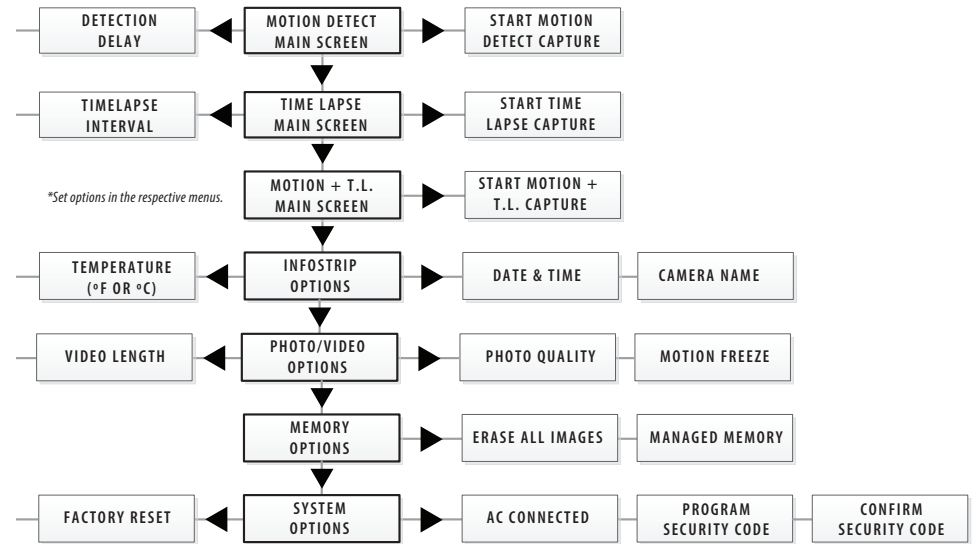 DETECTION
DELAY
MOTION DETECT
MAIN SCREEN
START MOTION
DETECT CAPTURE
TIMELAPSE
INTERVAL
TIME LAPSE
MAIN SCREEN
START TIME
LAPSE CAPTURE
*Set options in the respective menus.
MOTION + T.L.
MAIN SCREEN
START MOTION +
T.L. CAPTURE
TEMPERATURE
(ºF OR ºC)
INFOSTRIP
OPTIONS
DATE & TIME
CAMERA NAME
VIDEO LENGTH
PHOTO/VIDEO
OPTIONS
PHOTO QUALITY
MOTION FREEZE
MEMORY
OPTIONS
ERASE ALL IMAGES
MANAGED MEMORY
FACTORY RESET
SYSTEM
OPTIONS
AC CONNECTED
PROGRAM
SECURITY CODE
CONFIRM
SECURITY CODE